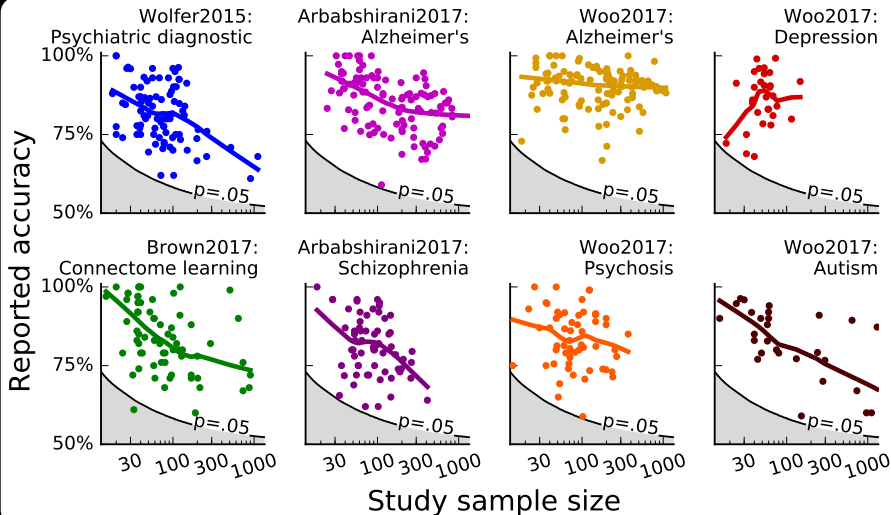 Wolfer2015:
Psychiatric diagnostic
Arbabshirani2017:
Alzheimer's
Woo2017:
Alzheimer's
Woo2017:
Depression
100%
75%
50%
p=.05
p=.05
p=.05
p=.05
Reported accuracy
Brown2017:
Connectome learning
Arbabshirani2017:
Schizophrenia
Woo2017:
Psychosis
Woo2017:
Autism
100%
75%
50%
p=.05
p=.05
p=.05
p=.05
30 100 300 1000
30 100 300 1000
30 100 300 1000
30 100 300 1000
Study sample size